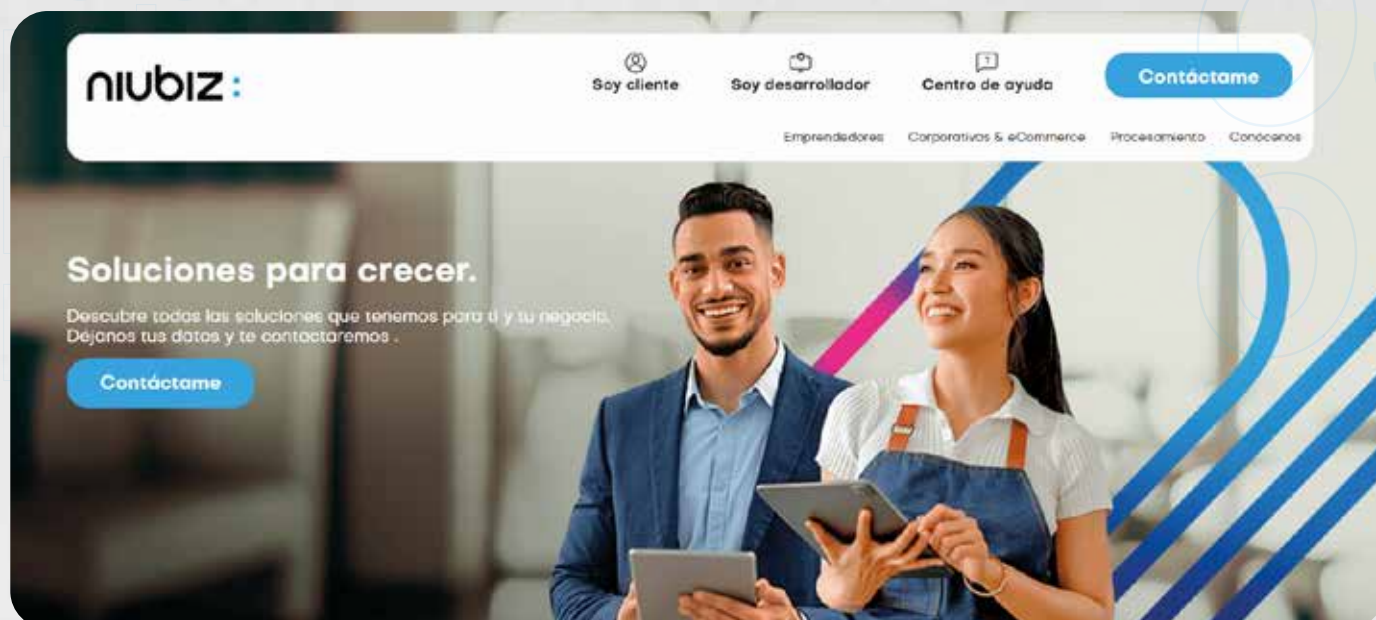 niubiz:
Soy cliente
Soy desarrollador
Centro de ayuda
Contáctame
Emprendedores
Corporativos & eCommerce
Procesamiento
Conócenos
Soluciones para crecer.
Descubre todas las soluciones que tenemos para ti y tu negocio.
Déjanos tus datos y te contactaremos .
Contáctame